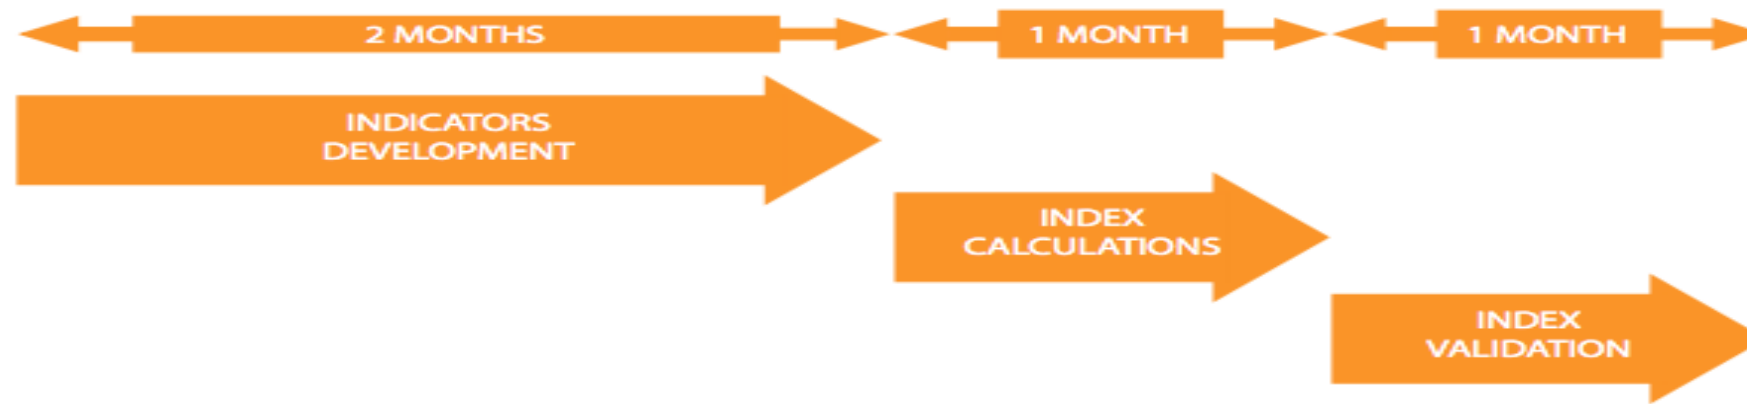 2 MONTHS
1 MONTH
1 MONTH
INDICATORS
DEVELOPMENT
INDEX
CALCULATIONS
INDEX
VALIDATION